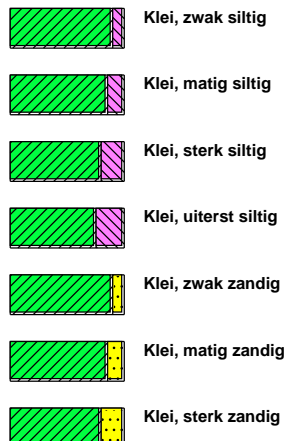 Klei, zwak siltig
Klei, matig siltig
Klei, sterk siltig
Klei, uiterst siltig
Klei, zwak zandig
Klei, matig zandig
Klei, sterk zandig